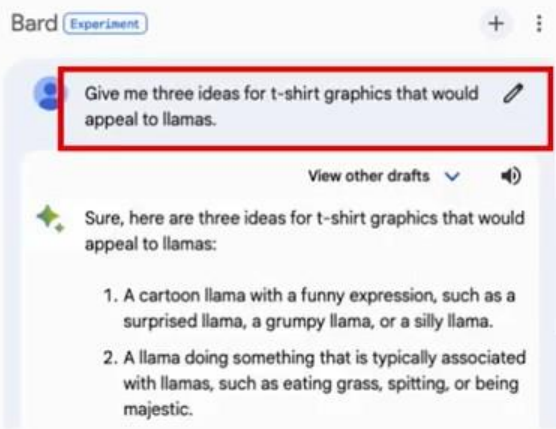 Bard Experiment
Give me three ideas for t-shirt graphics that would
appeal to llamas.
View other drafts
Sure, here are three ideas for t-shirt graphics that would
appeal to llamas:
1. A cartoon llama with a funny expression, such as a
surprised llama, a grumpy llama, or a silly llama.
2. A llama doing something that is typically associated
with llamas, such as eating grass, spitting, or being
majestic.